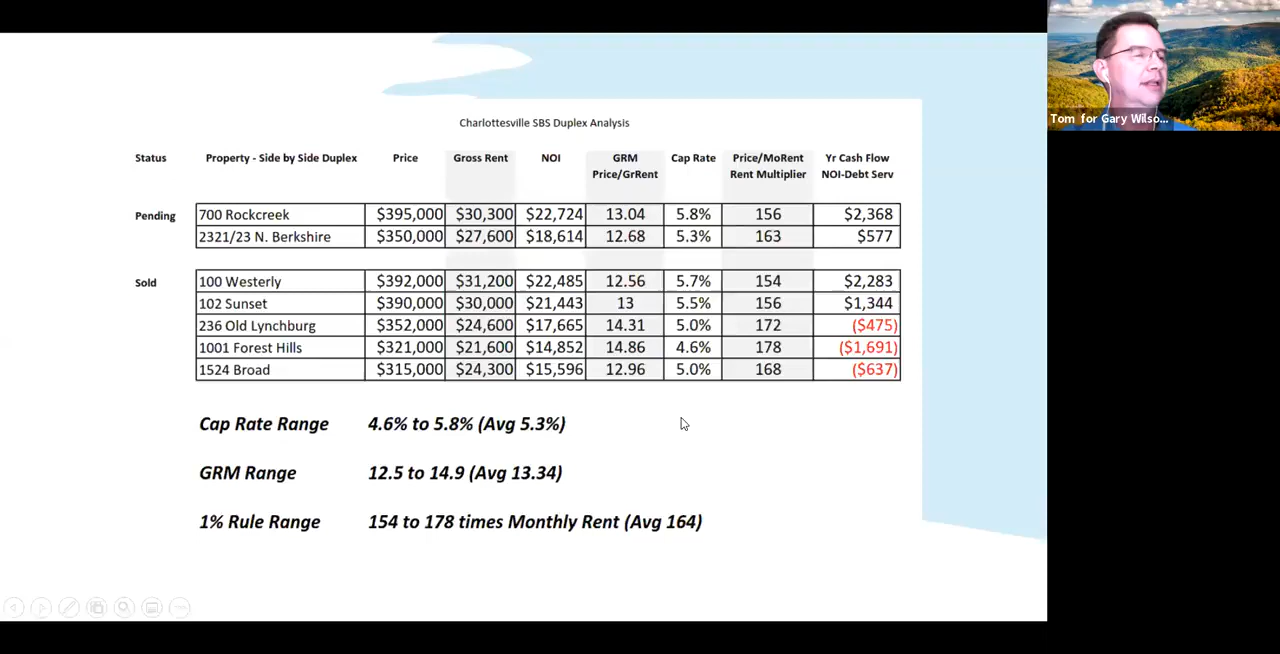 Charlottesville SBS Duplex Analysis
Status Property - Side by Side Duplex Price Gross Rent NOI GRM Cap Rate Price/MoRent Yr Cash Flow
Price/GrRent Rent Multiplier NOI-Debt Serv
Pending 700 Rockcreek $395,000 $30,300 $22,724 13.04 5.8% 156 $2,368
2321/23 N. Berkshire $350,000 $27,600 $18,614 12.68 5.3% 163 $577
Sold 100 Westerly $392,000 $31,200 $22,485 12.56 5.7% 154 $2,283
102 Sunset $390,000 $30,000 $21,443 13 5.5% 156 $1,344
236 Old Lynchburg $352,000 $24,600 $17,665 14.31 5.0% 172 ($475)
1001 Forest Hills $321,000 $21,600 $14,852 14.86 4.6% 178 ($1,691)
1524 Broad $315,000 $24,300 $15,596 12.96 5.0% 168 ($637)
Cap Rate Range 4.6% to 5.8% (Avg 5.3%)
GRM Range 12.5 to 14.9 (Avg 13.34)
1% Rule Range 154 to 178 times Monthly Rent (Avg 164)
Tom for Gary Wilso...